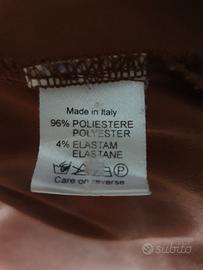 Made in Italy
96% POLIESTERE
POLYESTER
4% ELASTAM
ELASTANE
Care on reverse
subito